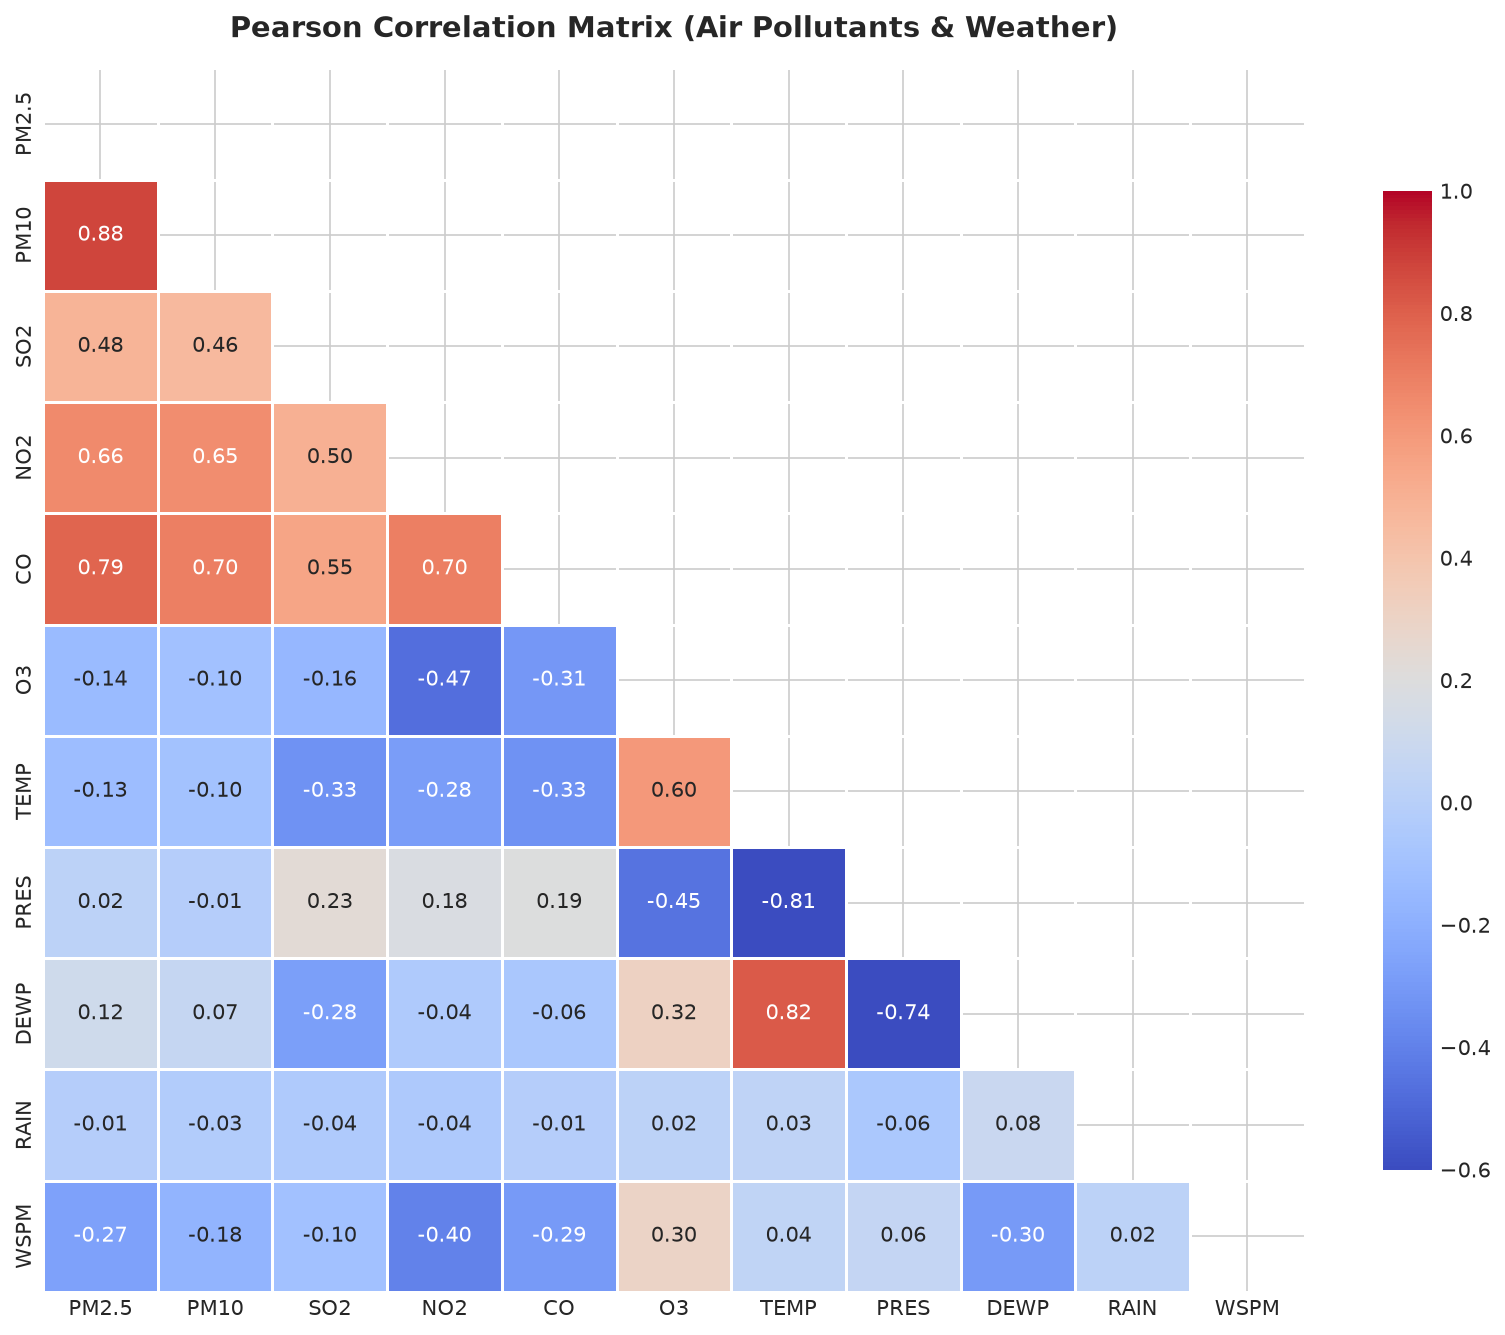 Pearson Correlation Matrix (Air Pollutants & Weather)
PM2.5
PM10 0.88
SO2 0.48 0.46
NO2 0.66 0.65 0.50
CO 0.79 0.70 0.55 0.70
O3 -0.14 -0.10 -0.16 -0.47 -0.31
TEMP -0.13 -0.10 -0.33 -0.28 -0.33 0.60
PRES 0.02 -0.01 0.23 0.18 0.19 -0.45 -0.81
DEWP 0.12 0.07 -0.28 -0.04 -0.06 0.32 0.82 -0.74
RAIN -0.01 -0.03 -0.04 -0.04 -0.01 0.02 0.03 -0.06 0.08
WSPM -0.27 -0.18 -0.10 -0.40 -0.29 0.30 0.04 0.06 -0.30 0.02
PM2.5 PM10 SO2 NO2 CO O3 TEMP PRES DEWP RAIN WSPM
1.0
0.8
0.6
0.4
0.2
0.0
−0.2
−0.4
−0.6